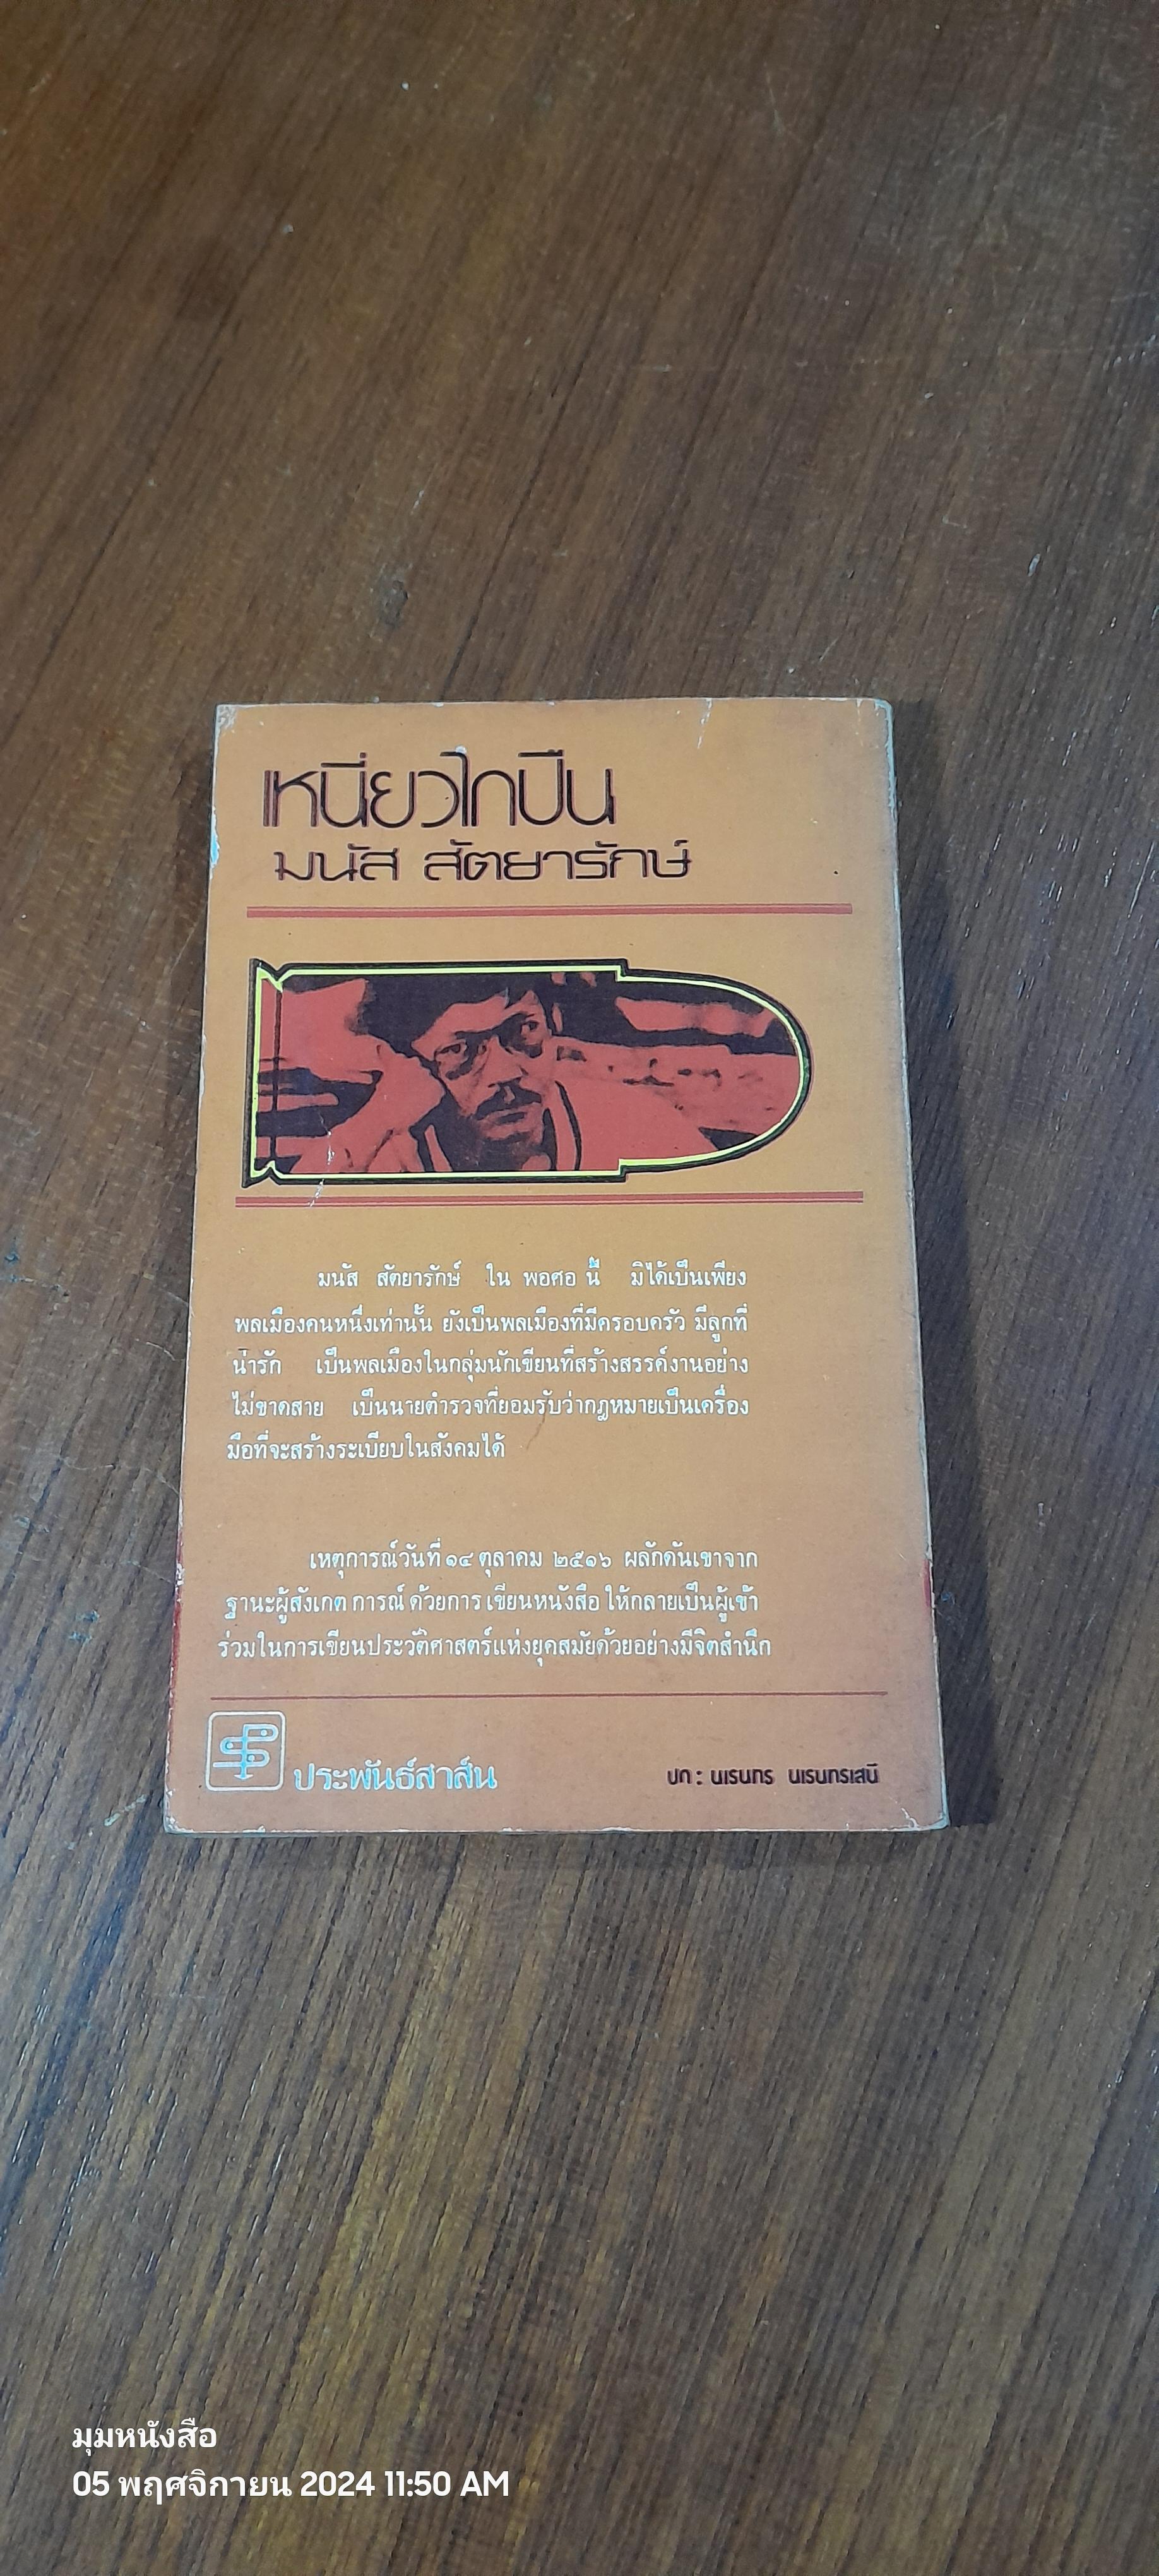 เหนี่ยวไกปืน
มนัส สัตยารักษ์
มนัส สัตยารักษ์ ใน พอศอ นี้ มิได้เป็นเพียง
พลเมืองคนหนึ่งเท่านั้น ยังเป็นพลเมืองที่มีครอบครัว มีลูกที่
น่ารัก เป็นพลเมืองในกลุ่มนักเขียนที่สร้างสรรค์งานอย่าง
ไม่ขาดสาย เป็นนายตำรวจที่ยอมรับว่ากฎหมายเป็นเครื่อง
มือที่จะสร้างระเบียบในสังคมได้
เหตุการณ์วันที่ ๑๔ ตุลาคม ๒๕๑๖ ผลักดันเขาจาก
ฐานะผู้สังเกต การณ์ ด้วยการ เขียนหนังสือ ให้กลายเป็นผู้เข้า
ร่วมในการเขียนประวัติศาสตร์แห่งยุคสมัยด้วยอย่างมีจิตสำนึก
ประพันธ์สาส์น
ปก : นเรนทร นเรนทรเสนี
มุมหนังสือ
05 พฤศจิกายน 2024 11:50 AM